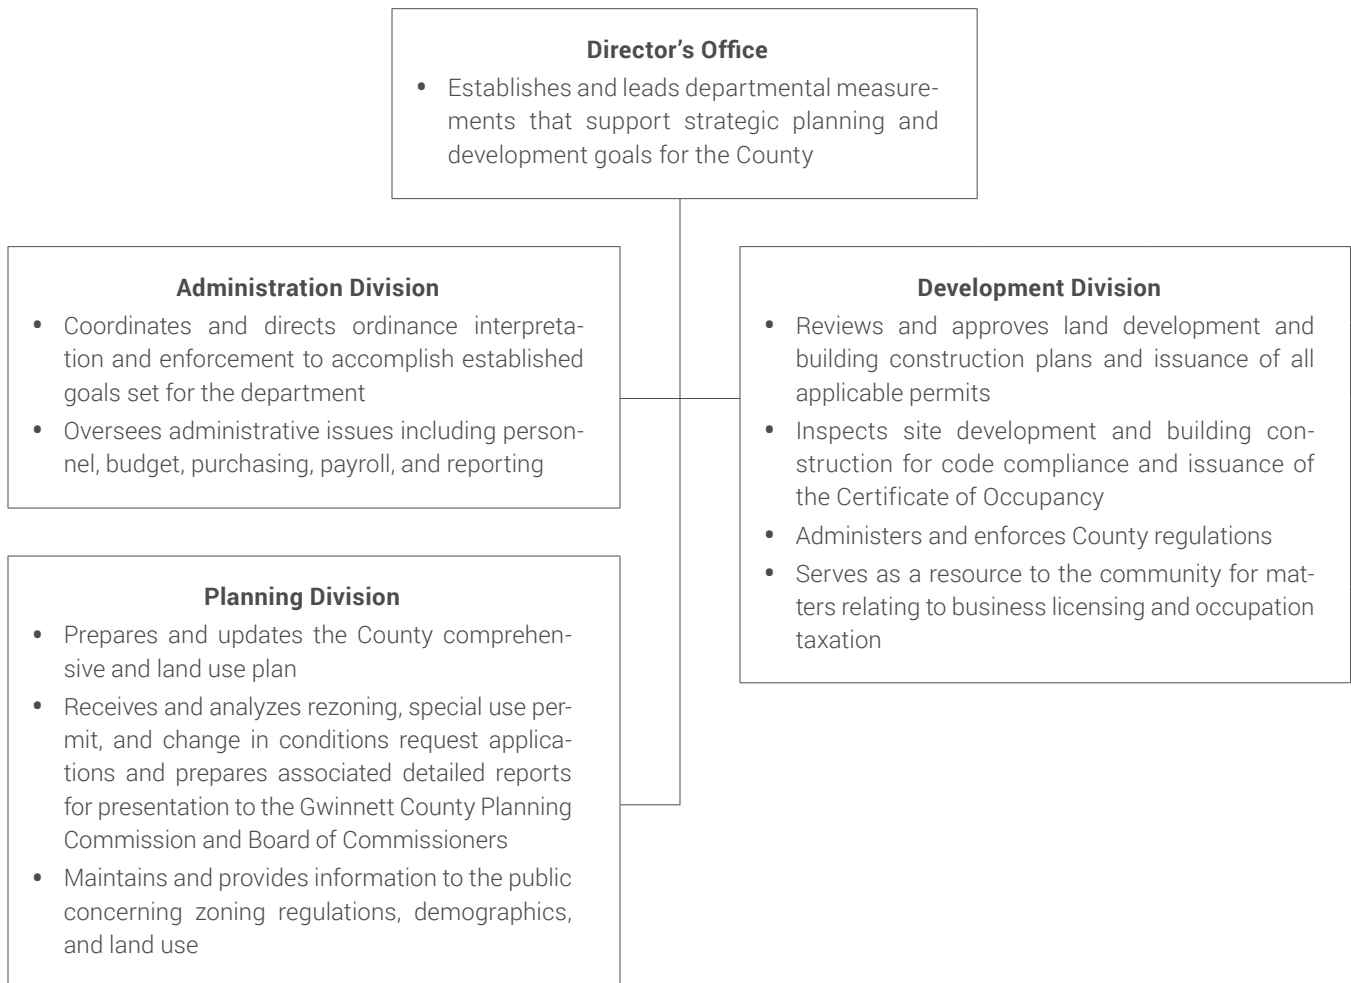 Director’s Office
• Establishes and leads departmental measure-
ments that support strategic planning and
development goals for the County
Administration Division
• Coordinates and directs ordinance interpreta-
tion and enforcement to accomplish established
goals set for the department
• Oversees administrative issues including person-
nel, budget, purchasing, payroll, and reporting
Development Division
• Reviews and approves land development and
building construction plans and issuance of all
applicable permits
• Inspects site development and building con-
struction for code compliance and issuance of
the Certificate of Occupancy
• Administers and enforces County regulations
• Serves as a resource to the community for mat-
ters relating to business licensing and occupation
taxation
Planning Division
• Prepares and updates the County comprehen-
sive and land use plan
• Receives and analyzes rezoning, special use per-
mit, and change in conditions request applica-
tions and prepares associated detailed reports
for presentation to the Gwinnett County Planning
Commission and Board of Commissioners
• Maintains and provides information to the public
concerning zoning regulations, demographics,
and land use